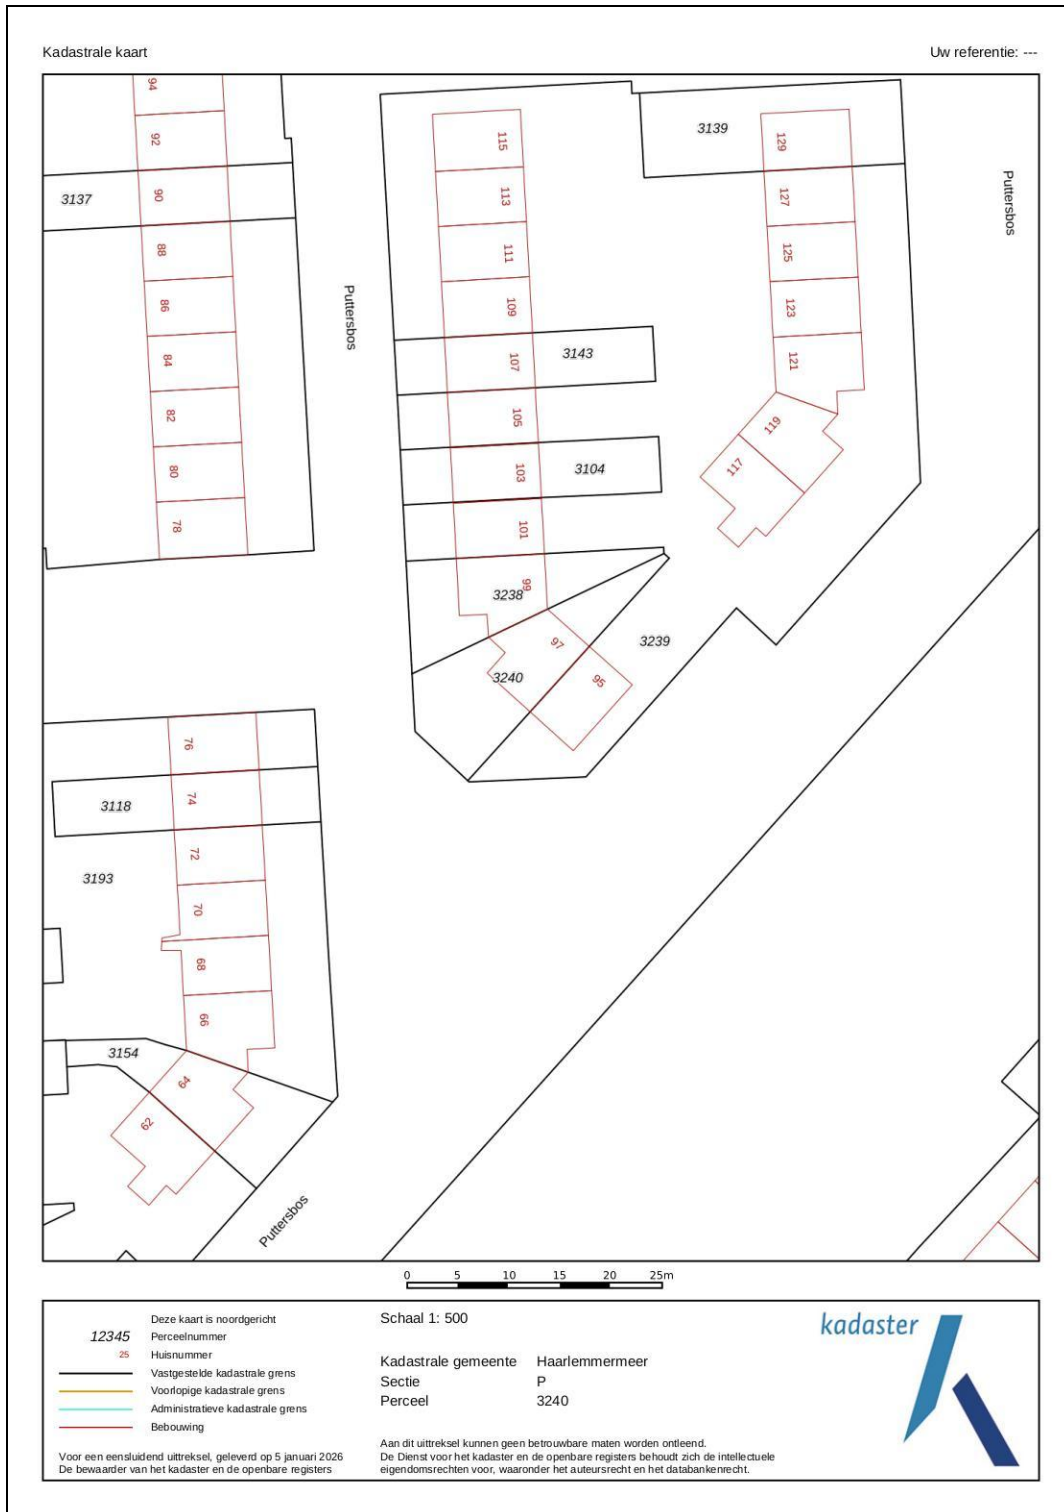 Kadastrale kaart
Uw referentie: ---
94
92
90
88
86
84
82
80
78
3137
Puttersbos
115
113
111
109
107
105
103
101
99
97
95
3143
3104
3238
3240
3239
3139
129
127
125
123
121
119
117
Puttersbos
76
74
72
70
68
66
64
62
3118
3193
3154
Puttersbos
0 5 10 15 20 25m
Deze kaart is noordgericht
12345 Perceelnummer
25 Huisnummer
Vastgestelde kadastrale grens
Voorlopige kadastrale grens
Administratieve kadastrale grens
Bebouwing
Voor een eensluidend uittreksel, geleverd op 5 januari 2026
De bewaarder van het kadaster en de openbare registers
Schaal 1: 500
Kadastrale gemeente Haarlemmermeer
Sectie P
Perceel 3240
Aan dit uittreksel kunnen geen betrouwbare maten worden ontleend.
De Dienst voor het kadaster en de openbare registers behoudt zich de intellectuele
eigendomsrechten voor, waaronder het auteursrecht en het databankenrecht.
kadaster